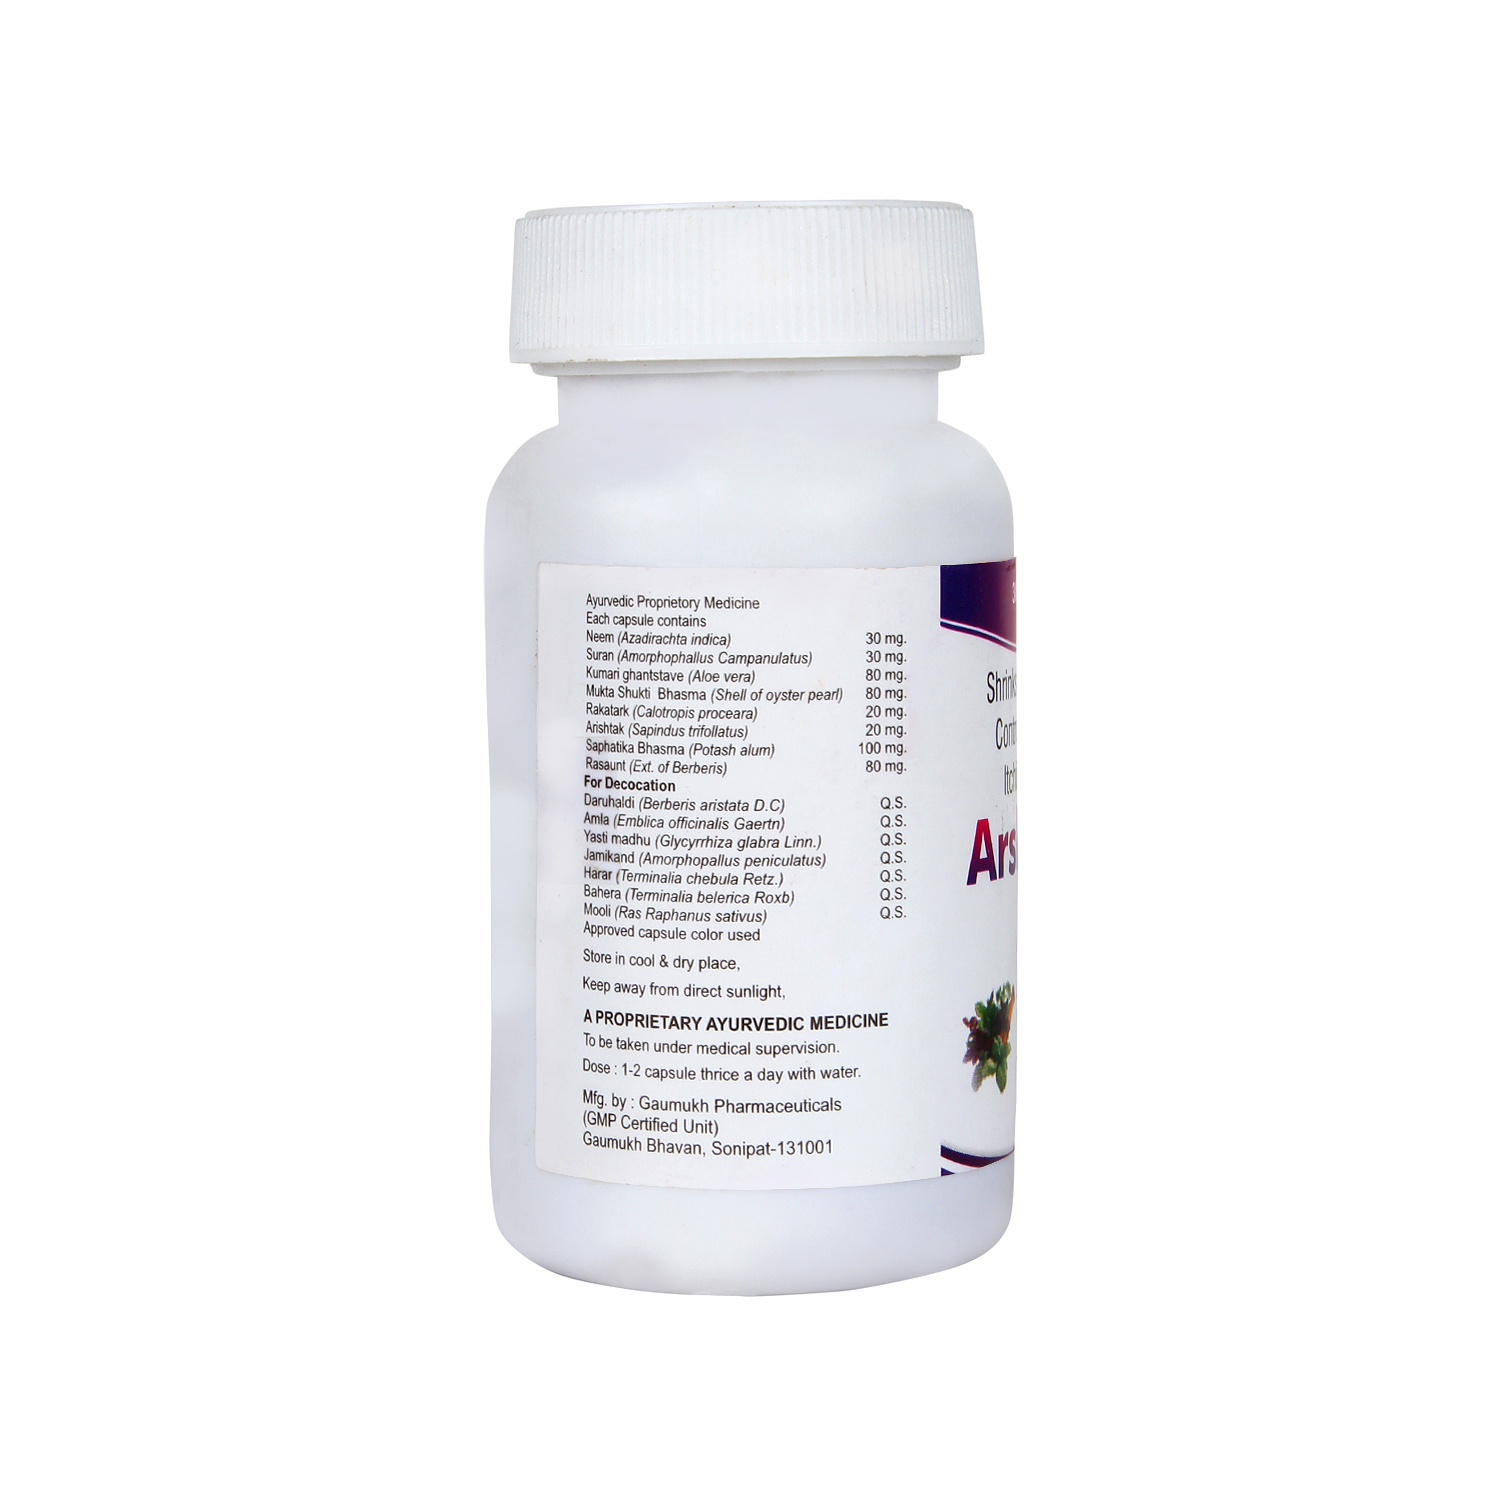 Ayurvedic Proprietory Medicine
Each capsule contains
Neem (Azadirachta indica) 30 mg.
Suran (Amorphophallus Campanulatus) 30 mg.
Kumari ghantstave (Aloe vera) 80 mg.
Mukta Shukti Bhasma (Shell of oyster pearl) 80 mg.
Rakatark (Calotropis proceara) 20 mg.
Arishtak (Sapindus trifollatus) 20 mg.
Saphatika Bhasma (Potash alum) 100 mg.
Rasaunt (Ext. of Berberis) 80 mg.
For Decocation
Daruhaldi (Berberis aristata D.C) Q.S.
Amla (Emblica officinalis Gaertn) Q.S.
Yasti madhu (Glycyrrhiza glabra Linn.) Q.S.
Jamikand (Amorphopallus peniculatus) Q.S.
Harar (Terminalia chebula Retz.) Q.S.
Bahera (Terminalia belerica Roxb) Q.S.
Mooli (Ras Raphanus sativus) Q.S.
Approved capsule color used
Store in cool & dry place,
Keep away from direct sunlight,
A PROPRIETARY AYURVEDIC MEDICINE
To be taken under medical supervision.
Dose : 1-2 capsule thrice a day with water.
Mfg. by : Gaumukh Pharmaceuticals
(GMP Certified Unit)
Gaumukh Bhavan, Sonipat-131001